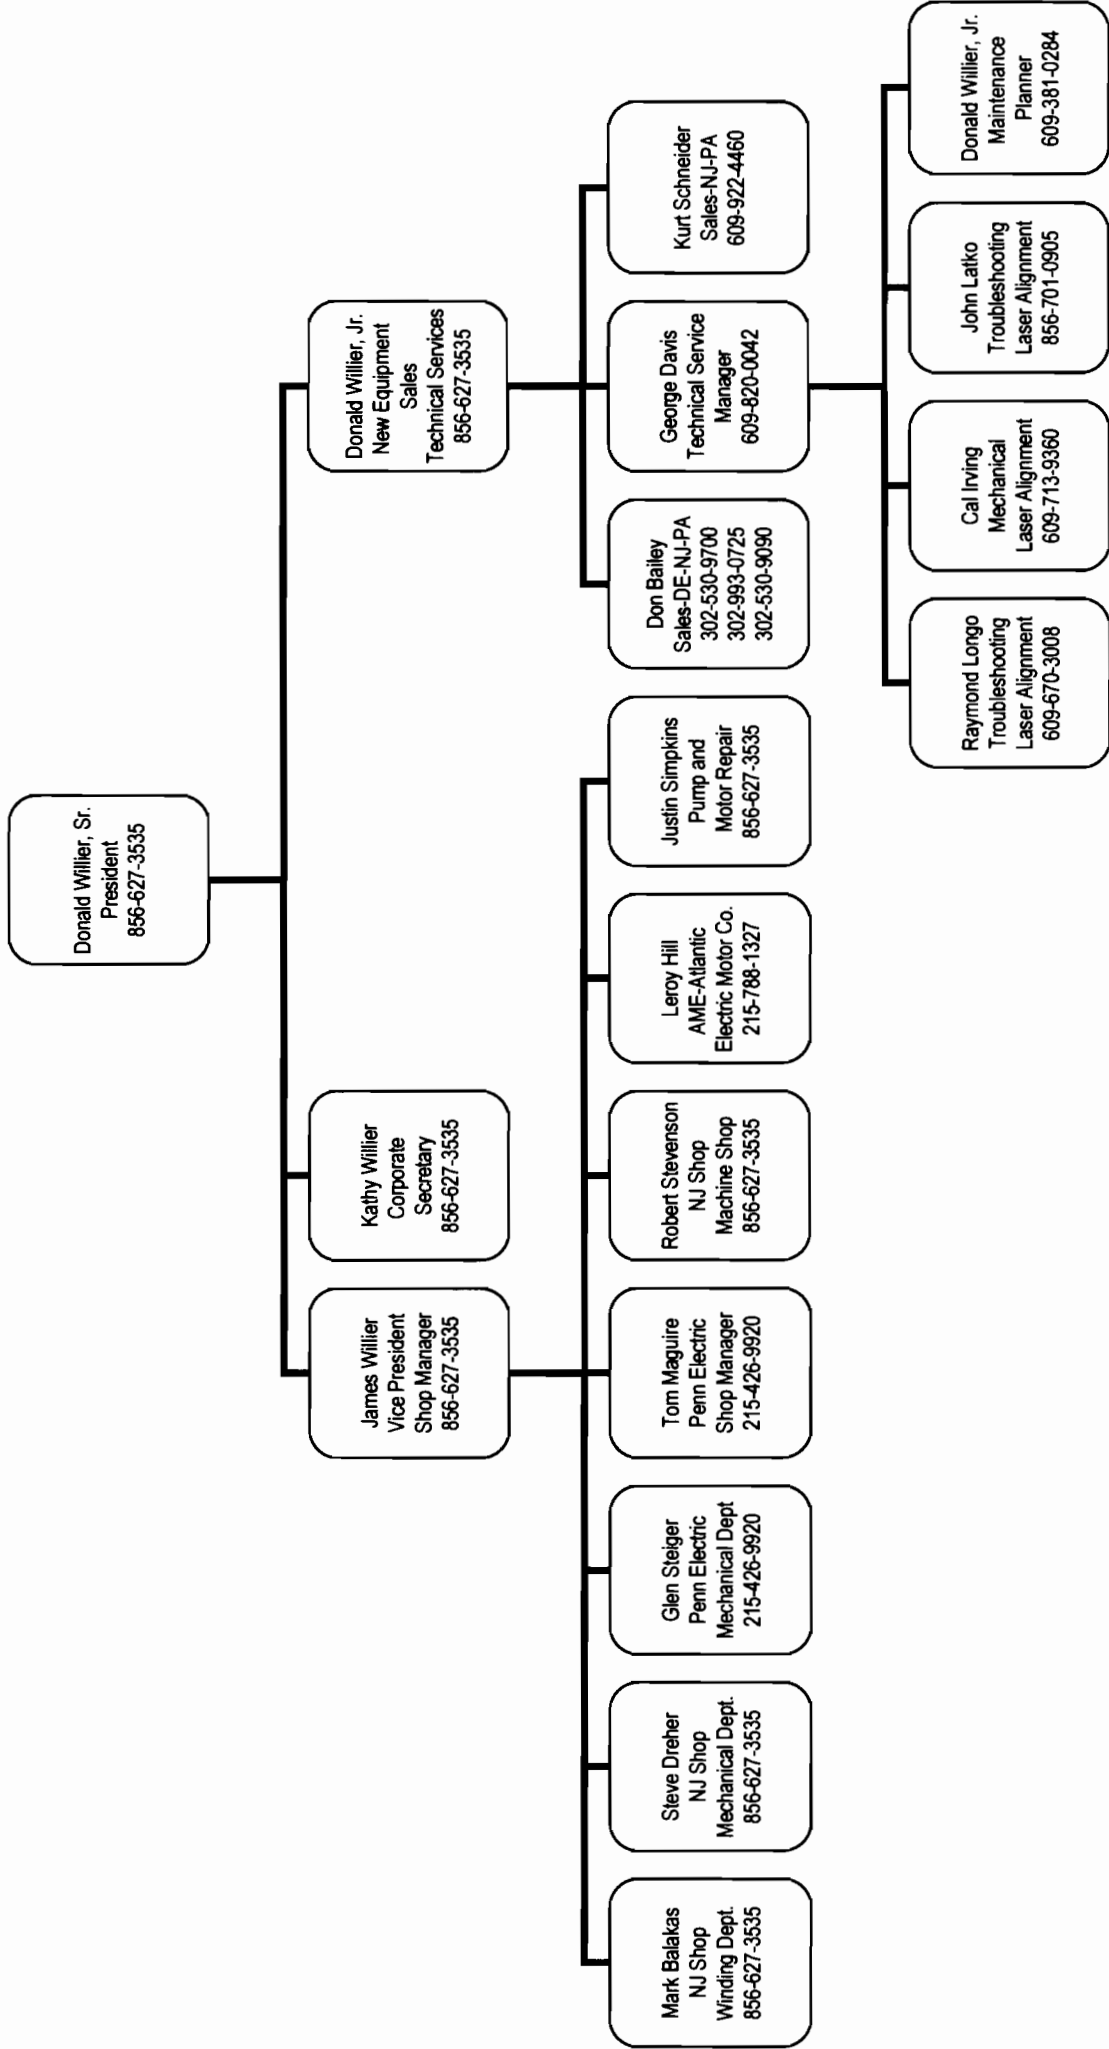 Donald Willier, Sr.
President
856-627-3535
James Willier
Vice President
Shop Manager
856-627-3535
Kathy Willier
Corporate
Secretary
856-627-3535
Donald Willier, Jr.
New Equipment
Sales
Technical Services
856-627-3535
Mark Balakas
NJ Shop
Winding Dept.
856-627-3535
Steve Dreher
NJ Shop
Mechanical Dept.
856-627-3535
Glen Steiger
Penn Electric
Mechanical Dept
215-426-9920
Tom Maguire
Penn Electric
Shop Manager
215-426-9920
Robert Stevenson
NJ Shop
Machine Shop
856-627-3535
Leroy Hill
AME-Atlantic
Electric Motor Co.
215-788-1327
Justin Simpkins
Pump and
Motor Repair
856-627-3535
Don Bailey
Sales-DE-NJ-PA
302-530-9700
302-993-0725
302-530-9090
George Davis
Technical Service
Manager
609-820-0042
Kurt Schneider
Sales-NJ-PA
609-922-4460
Raymond Longo
Troubleshooting
Laser Alignment
609-670-3008
Cal Irving
Mechanical
Laser Alignment
609-713-9360
John Latko
Troubleshooting
Laser Alignment
856-701-0905
Donald Willier, Jr.
Maintenance
Planner
609-381-0284